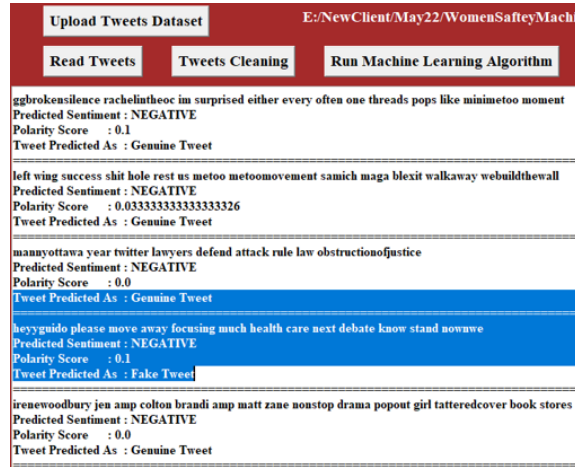 Upload Tweets Dataset
E:/NewClient/May22/WomenSafteyMachi
Read Tweets
Tweets Cleaning
Run Machine Learning Algorithm
ggbrokensilence rachelintheoc im surprised either every often one threads pops like minimetoo moment
Predicted Sentiment : NEGATIVE
Polarity Score : 0.1
Tweet Predicted As : Genuine Tweet
================================================================
left wing success shit hole rest us metoo metoomovement samich maga blexit walkaway webuildthewall
Predicted Sentiment : NEGATIVE
Polarity Score : 0.033333333333333326
Tweet Predicted As : Genuine Tweet
================================================================
mannyottawa year twitter lawyers defend attack rule law obstructionofjustice
Predicted Sentiment : NEGATIVE
Polarity Score : 0.0
Tweet Predicted As : Genuine Tweet
================================================================
heyyguido please move away focusing much health care next debate know stand nownwe
Predicted Sentiment : NEGATIVE
Polarity Score : 0.1
Tweet Predicted As : Fake Tweet
================================================================
irenewoodbury jen amp colton brandi amp matt zane nonstop drama popout girl tatteredcover book stores
Predicted Sentiment : NEGATIVE
Polarity Score : 0.0
Tweet Predicted As : Genuine Tweet
================================================================